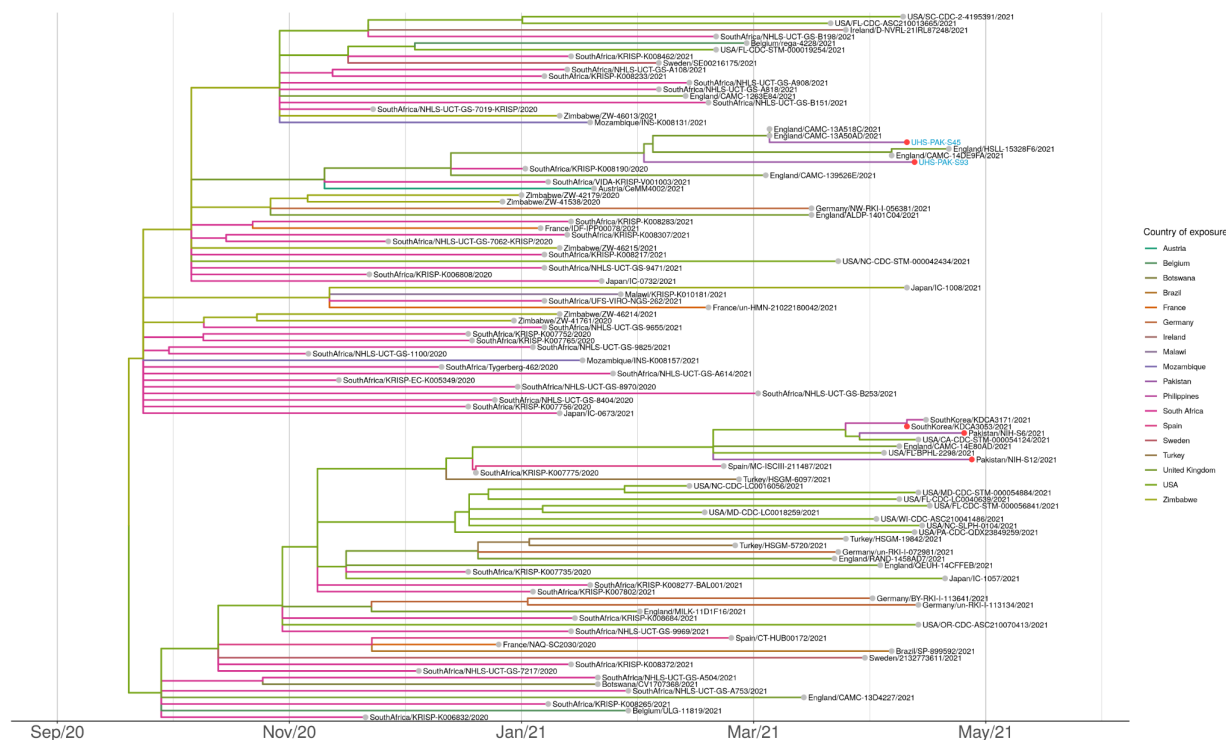 USA/SC-CDC-2-4195391/2021
USA/FL-CDC-ASC210013665/2021
Ireland/D-NVRL-21IRL87248/2021
SouthAfrica/NHLS-UCT-GS-B198/2021
Belgium/rega-4228/2021
USA/FL-CDC-STM-000019254/2021
SouthAfrica/KRISP-K008462/2021
Sweden/SE00216175/2021
SouthAfrica/NHLS-UCT-GS-A108/2021
SouthAfrica/KRISP-K008233/2021
SouthAfrica/NHLS-UCT-GS-A908/2021
SouthAfrica/NHLS-UCT-GS-A818/2021
England/CAMC-1263E84/2021
SouthAfrica/NHLS-UCT-GS-B151/2021
SouthAfrica/NHLS-UCT-GS-7019-KRISP/2020
Zimbabwe/ZW-46013/2021
Mozambique/INS-K008131/2021
England/CAMC-13A518C/2021
England/CAMC-13A50AD/2021
UHS-PAK-S45
England/HSLL-15328F6/2021
England/CAMC-14DE9FA/2021
UHS-PAK-S93
SouthAfrica/KRISP-K008190/2020
England/CAMC-139526E/2021
SouthAfrica/VIDA-KRISP-V001003/2021
Austria/CeMM4002/2021
Zimbabwe/ZW-42179/2020
Zimbabwe/ZW-41538/2020
Germany/NW-RKI-I-056381/2021
England/ALDP-1401C04/2021
SouthAfrica/KRISP-K008283/2021
France/IDF-IPP00078/2021
SouthAfrica/KRISP-K008307/2021
SouthAfrica/NHLS-UCT-GS-7062-KRISP/2020
Zimbabwe/ZW-46215/2021
SouthAfrica/KRISP-K008217/2021
USA/NC-CDC-STM-000042434/2021
SouthAfrica/NHLS-UCT-GS-9471/2021
SouthAfrica/KRISP-K006808/2020
Japan/IC-0732/2021
Japan/IC-1008/2021
Malawi/KRISP-K010181/2021
SouthAfrica/UFS-VIRO-NGS-262/2021
France/un-HMN-21022180042/2021
Zimbabwe/ZW-46214/2021
Zimbabwe/ZW-41761/2020
SouthAfrica/NHLS-UCT-GS-9655/2021
SouthAfrica/KRISP-K007752/2020
SouthAfrica/KRISP-K007765/2020
SouthAfrica/NHLS-UCT-GS-9825/2021
SouthAfrica/NHLS-UCT-GS-1100/2020
Mozambique/INS-K008157/2021
SouthAfrica/Tygerberg-462/2020
SouthAfrica/NHLS-UCT-GS-A614/2021
SouthAfrica/KRISP-EC-K005349/2020
SouthAfrica/NHLS-UCT-GS-8970/2020
SouthAfrica/NHLS-UCT-GS-B253/2021
SouthAfrica/NHLS-UCT-GS-8404/2020
SouthAfrica/KRISP-K007756/2020
Japan/IC-0673/2021
SouthKorea/KDCA3171/2021
SouthKorea/KDCA3053/2021
Pakistan/NIH-S6/2021
USA/CA-CDC-STM-000054124/2021
England/CAMC-14E80AD/2021
USA/FL-BPHL-2298/2021
Pakistan/NIH-S12/2021
Spain/MC-ISCIII-211487/2021
SouthAfrica/KRISP-K007775/2020
Turkey/HSGM-6097/2021
USA/NC-CDC-LC0016056/2021
USA/MD-CDC-STM-000054884/2021
USA/FL-CDC-LC0040639/2021
USA/FL-CDC-STM-000056841/2021
USA/MD-CDC-LC0018259/2021
USA/WI-CDC-ASC210041486/2021
USA/NC-SLPH-0104/2021
USA/PA-CDC-QDX23849259/2021
Turkey/HSGM-19842/2021
Turkey/HSGM-5720/2021
Germany/un-RKI-I-072981/2021
England/RAND-1458AD7/2021
England/QEUH-14CFFEB/2021
SouthAfrica/KRISP-K007735/2020
Japan/IC-1057/2021
SouthAfrica/KRISP-K008277-BAL001/2021
SouthAfrica/KRISP-K007802/2021
Germany/BY-RKI-I-113641/2021
Germany/un-RKI-I-113134/2021
England/MILK-11D1F16/2021
SouthAfrica/KRISP-K008684/2021
USA/OR-CDC-ASC210070413/2021
SouthAfrica/NHLS-UCT-GS-9969/2021
Spain/CT-HUB00172/2021
France/NAQ-SC2030/2020
Brazil/SP-899592/2021
Sweden/2132773611/2021
SouthAfrica/KRISP-K008372/2021
SouthAfrica/NHLS-UCT-GS-7217/2020
SouthAfrica/NHLS-UCT-GS-A504/2021
Botswana/CV1707368/2021
SouthAfrica/NHLS-UCT-GS-A753/2021
England/CAMC-13D4227/2021
SouthAfrica/KRISP-K008265/2021
Belgium/ULG-11819/2021
SouthAfrica/KRISP-K006832/2020
Sep/20
Nov/20
Jan/21
Mar/21
May/21
Country of exposure
Austria
Belgium
Botswana
Brazil
France
Germany
Ireland
Malawi
Mozambique
Pakistan
Philippines
South Africa
Spain
Sweden
Turkey
United Kingdom
USA
Zimbabwe